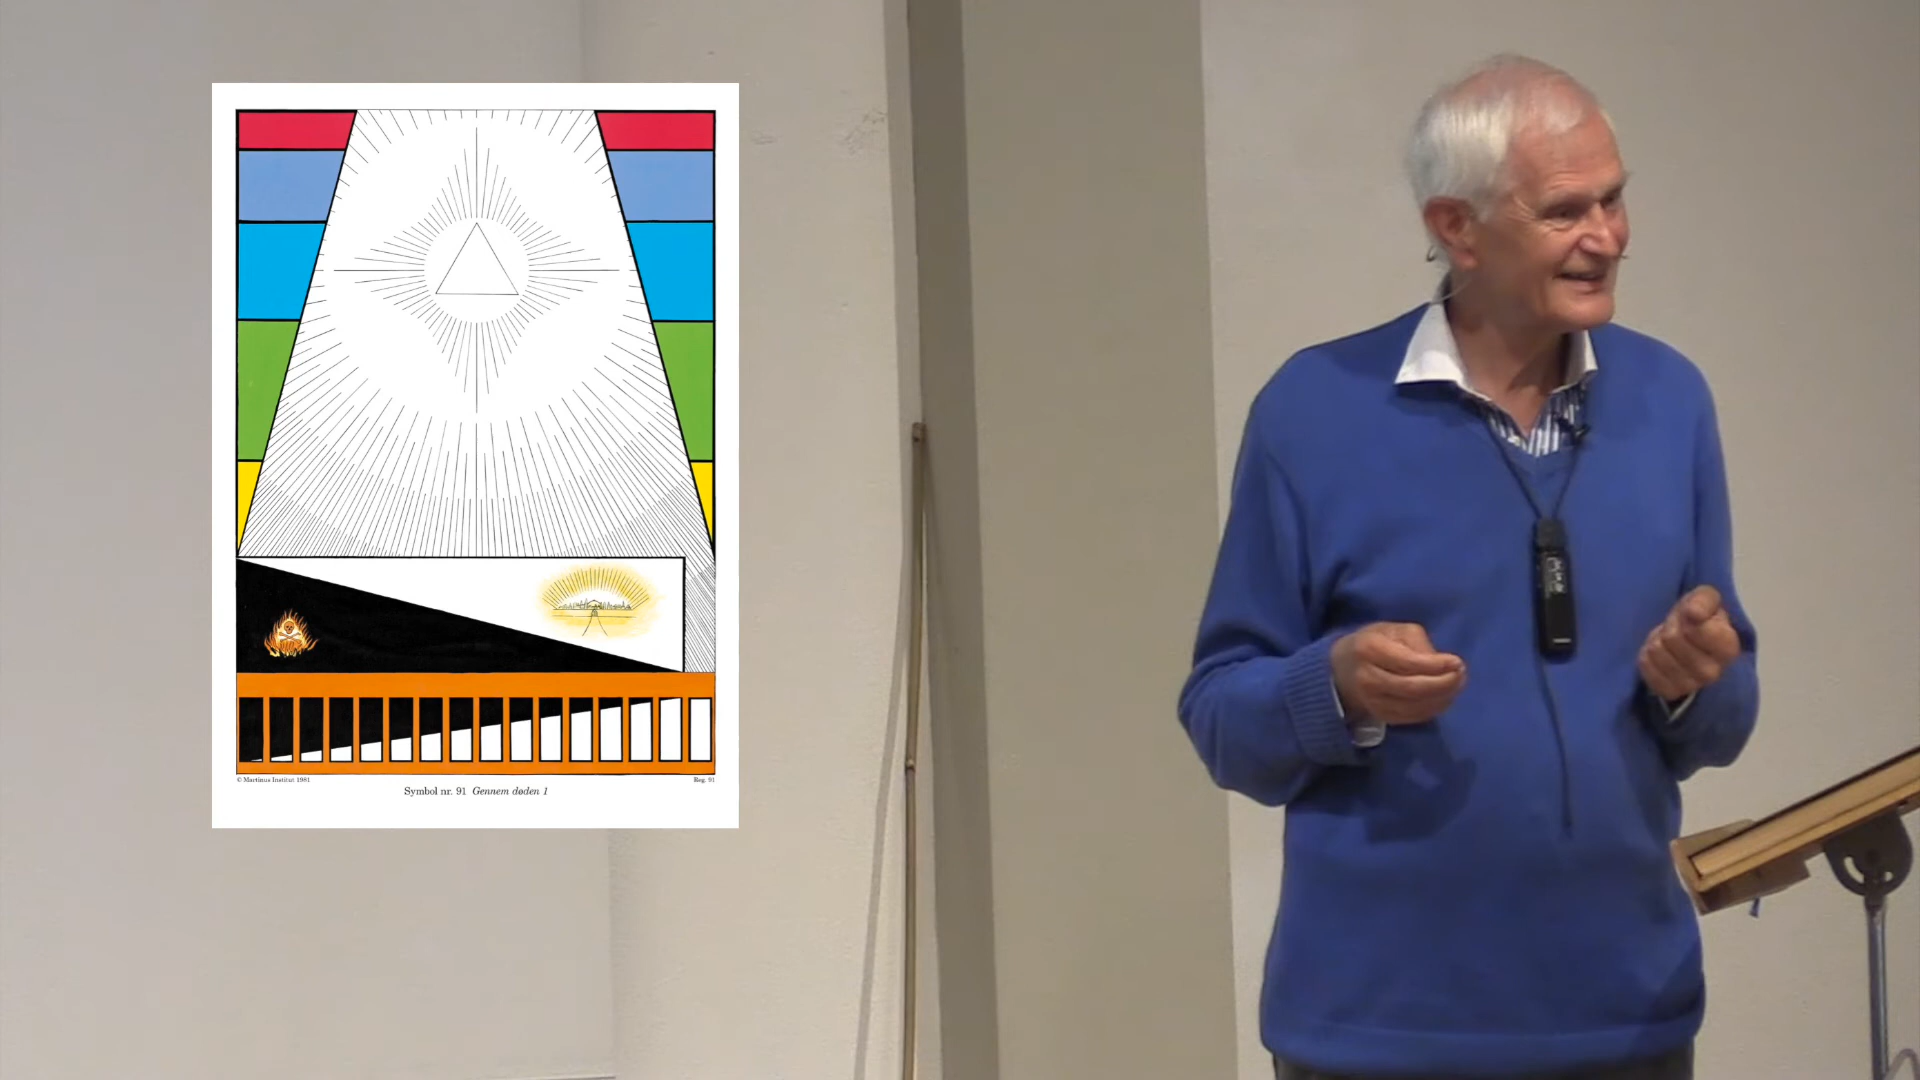 © Martinus Institut 1981
Reg. 91
Symbol nr. 91 Gennem døden 1